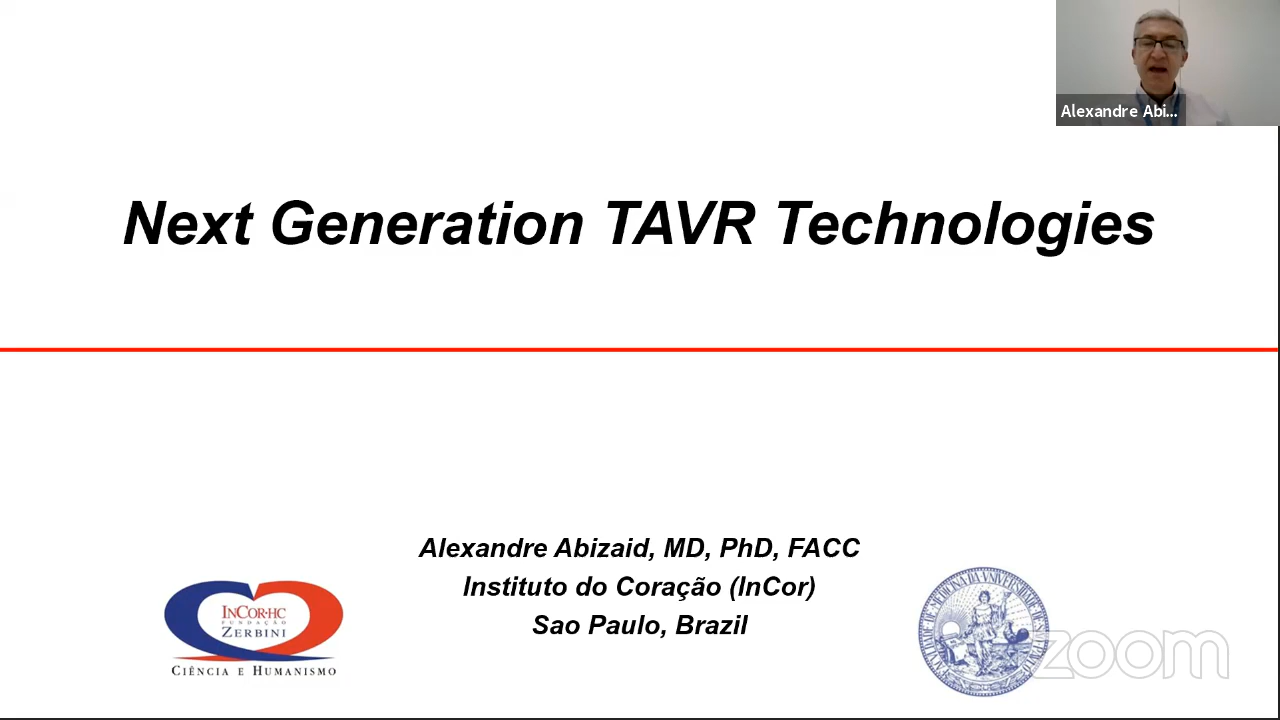 Alexandre Abi...
Next Generation TAVR Technologies
Alexandre Abizaid, MD, PhD, FACC
Instituto do Coração (InCor)
Sao Paulo, Brazil
InCor-HC
FUNDAÇÃO
ZERBINI
CIÊNCIA E HUMANISMO
zoom